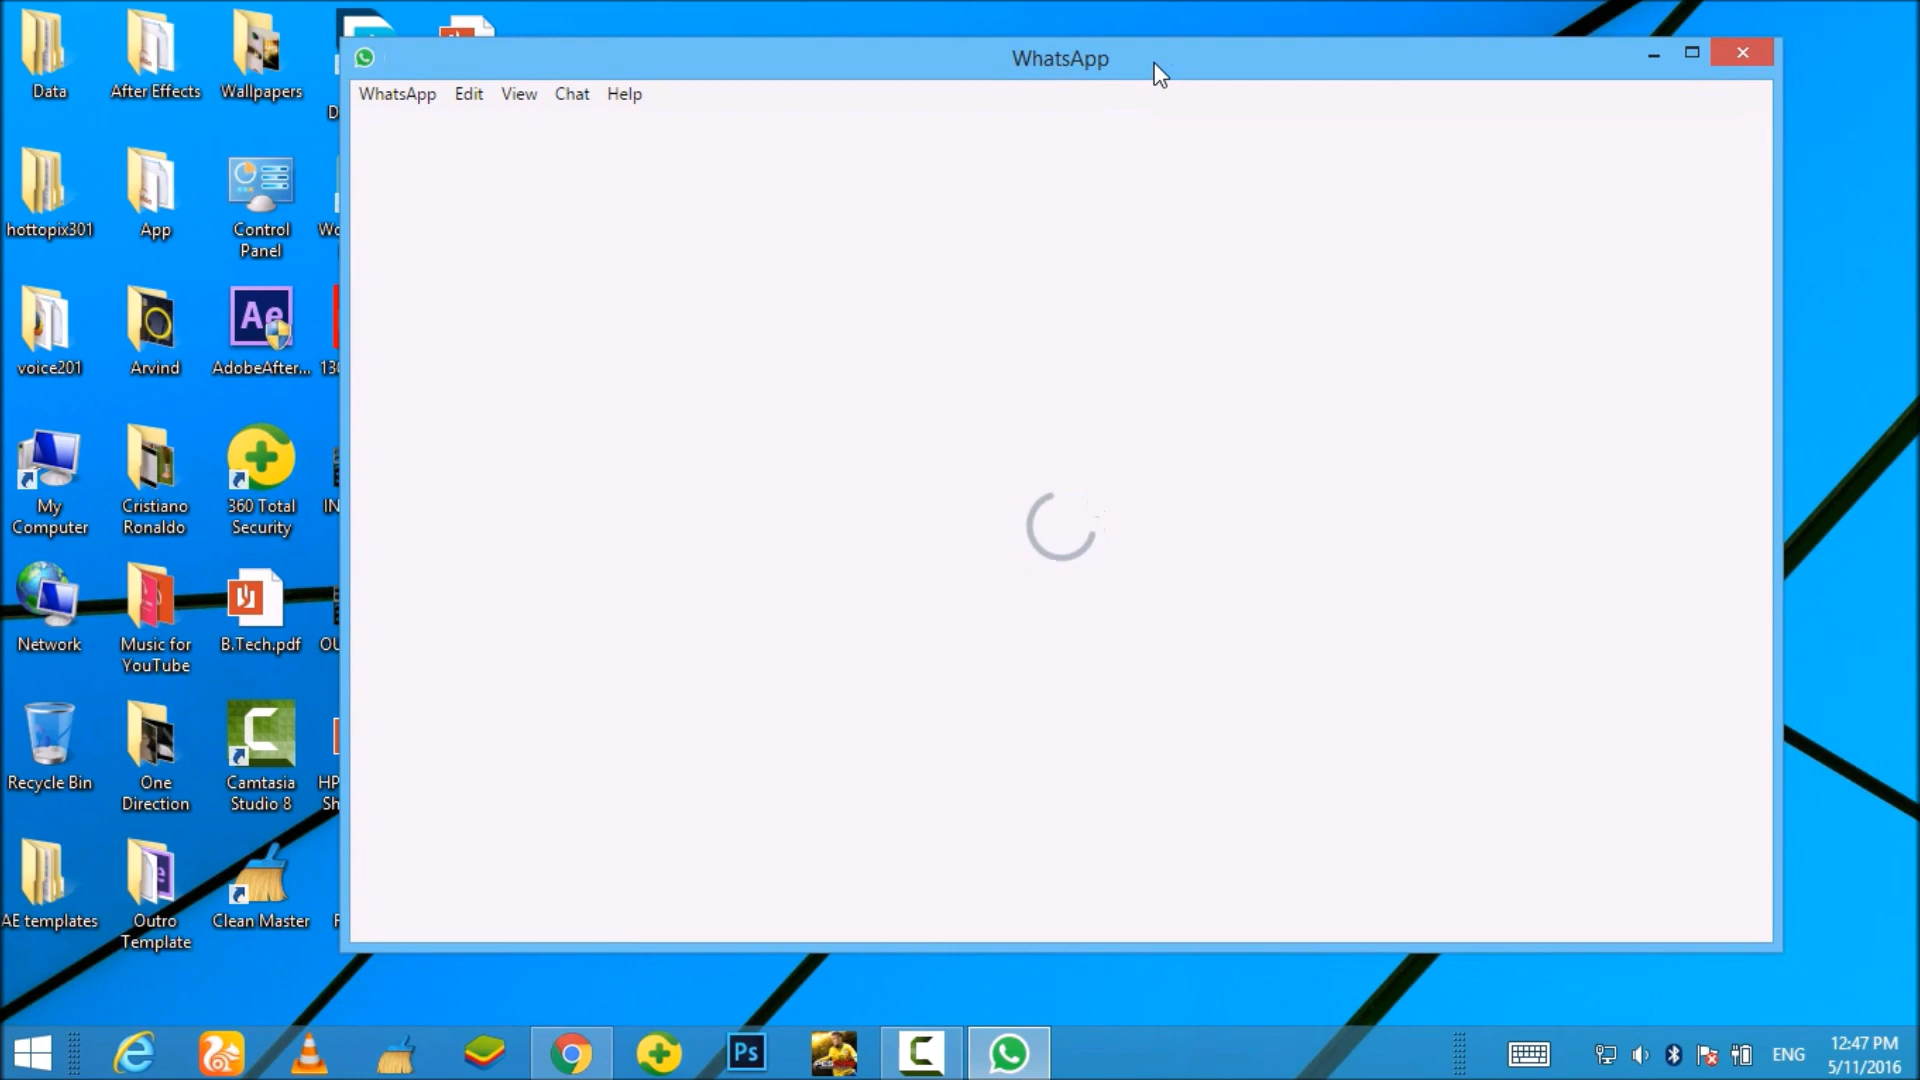 WhatsApp
WhatsApp Edit View Chat Help
Data
After Effects
Wallpapers
hottopix301
App
Control
Panel
voice201
Arvind
AdobeAfter...
My
Computer
Cristiano
Ronaldo
360 Total
Security
Network
Music for
YouTube
B.Tech.pdf
Recycle Bin
One
Direction
Camtasia
Studio 8
AE templates
Outro
Template
Clean Master
Ae
Ps
ENG
12:47 PM
5/11/2016